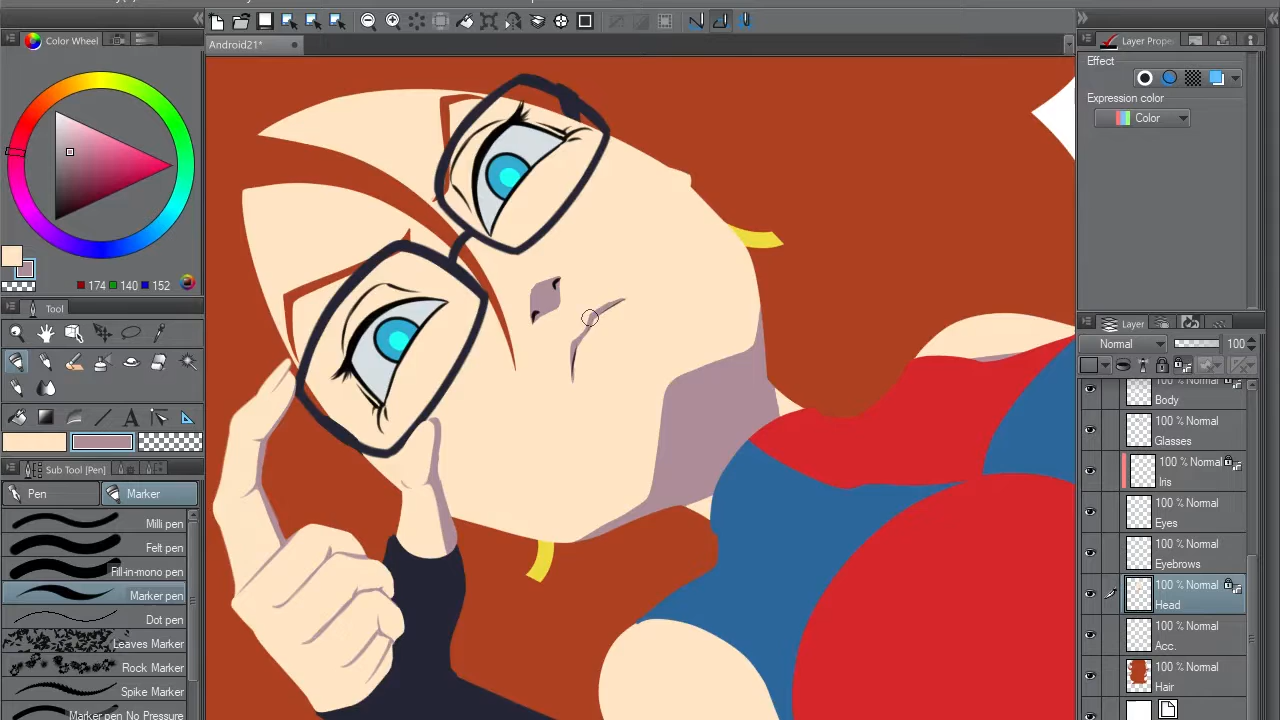 Color Wheel
Android21*
Layer Prope
Effect
Expression color
Color
174 140 152
Tool
Layer
Normal 100
Body
100 % Normal
Glasses
100 % Normal
Iris
100 % Normal
Eyes
100 % Normal
Eyebrows
100 % Normal
Head
100 % Normal
Acc.
100 % Normal
Hair
Sub Tool [Pen]
Pen Marker
Milli pen
Felt pen
Fill-in-mono pen
Marker pen
Dot pen
Leaves Marker
Rock Marker
Spike Marker
Marker pen No Pressure